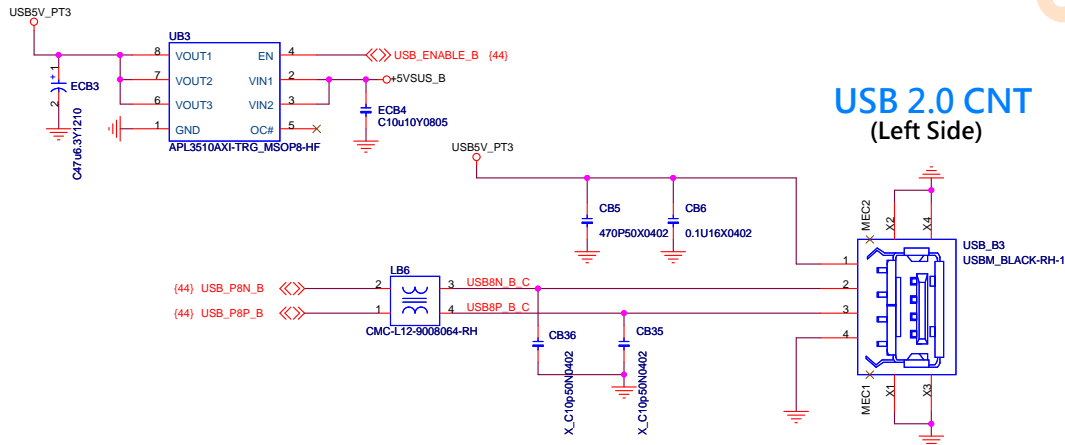 USB5V_PT3
UB3
8 VOUT1 EN 4 USB_ENABLE_B {44}
7 VOUT2 VIN1 2 +5VSUS_B
6 VOUT3 VIN2 3
1 GND OC# 5
APL3510AXI-TRG_MSOP8-HF
+ 1
2
ECB3
C47u6.3Y1210
ECB4
C10u10Y0805
USB 2.0 CNT
(Left Side)
USB5V_PT3
CB5
470P50X0402
CB6
0.1U16X0402
MEC2
X2
X4
USB_B3
USBM_BLACK-RH-1
1
2
3
4
MEC1
X1
X3
LB6
{44} USB_P8N_B 2 3 USB8N_B_C
{44} USB_P8P_B 1 4 USB8P_B_C
CMC-L12-9008064-RH
CB36
X_C10p50N0402
CB35
X_C10p50N0402